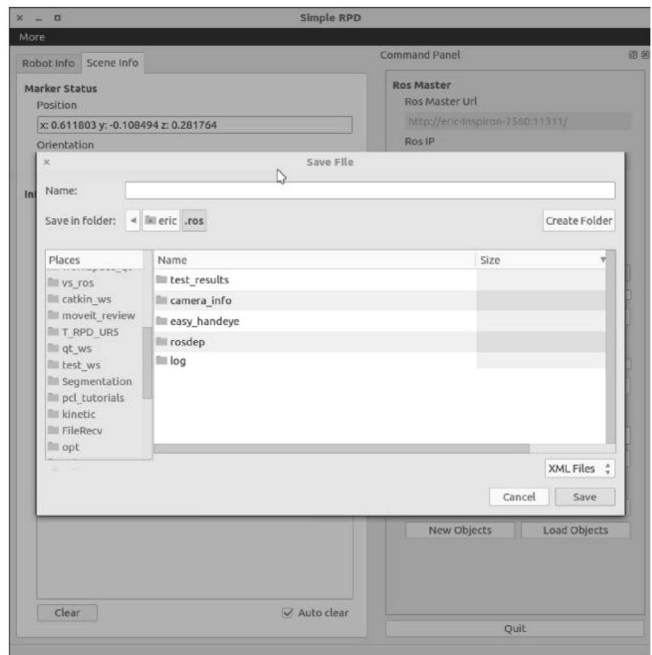 Simple RPD
More
Robot Info
Scene Info
Command Panel
Marker Status
Position
x: 0.611803 y: -0.108494 z: 0.281764
Orientation
Ros Master
Ros Master Url
http://eric-Inspiron-7560:11311/
Ros IP
Save File
Name:
Save in folder:
eric
.ros
Create Folder
Places
vs_ros
catkin_ws
moveit_review
T_RPD_UR5
qt_ws
test_ws
Segmentation
pcl_tutorials
kinetic
FileRecv
opt
Name
Size
test_results
camera_info
easy_handeye
rosdep
log
XML Files
Cancel
Save
New Objects
Load Objects
Clear
Auto clear
Quit